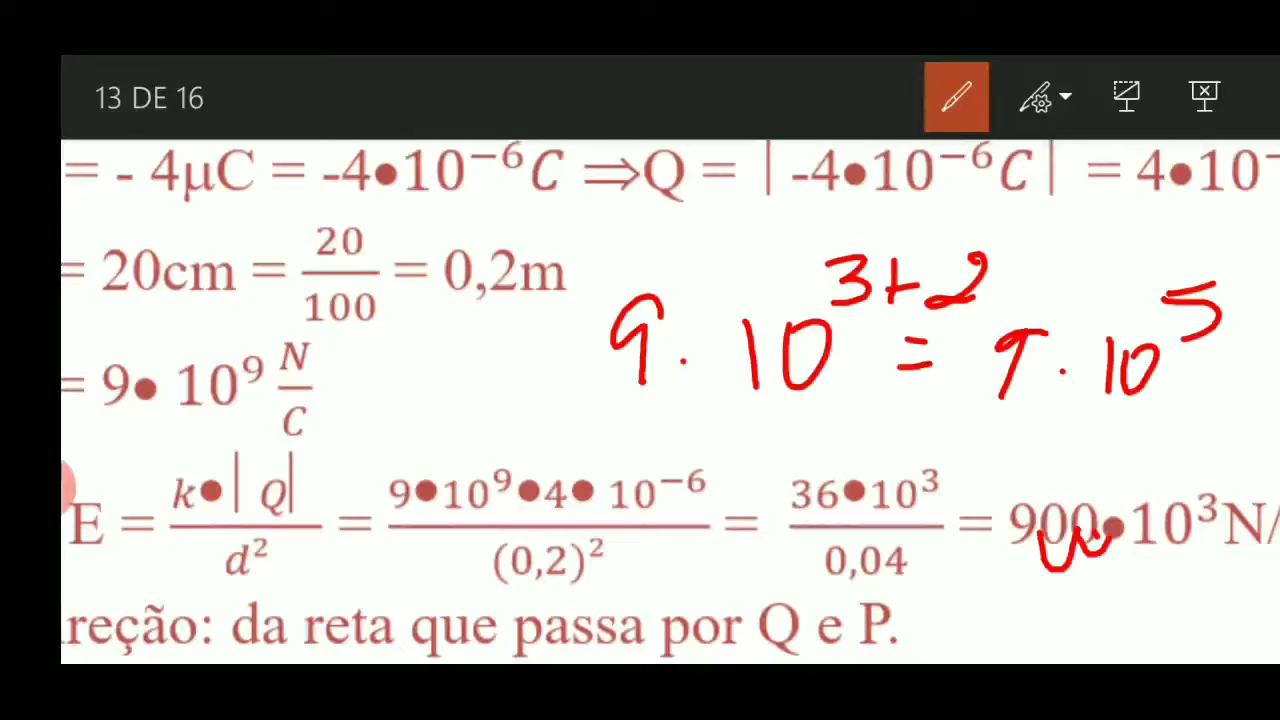 13 DE 16
= - 4µC = -4•10⁻⁶C ⇒Q = | -4•10⁻⁶C| = 4•10⁻
= 20cm = 20/100 = 0,2m
9 . 10³⁺² = 9 . 10⁵
= 9• 10⁹ N/C
E = k•|Q|/d² = 9•10⁹•4• 10⁻⁶/(0,2)² = 36•10³/0,04 = 900•10³N/
reção: da reta que passa por Q e P.